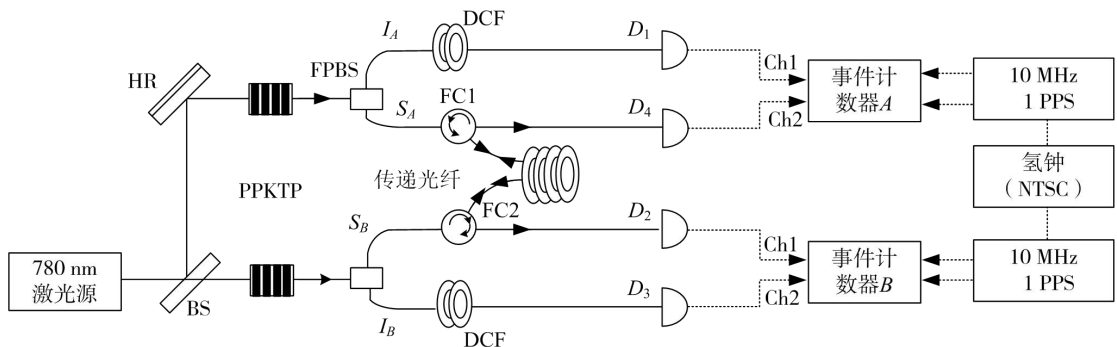 I_A
DCF
D_1
HR
FPBS
Ch1
事件计
数器A
10 MHz
1 PPS
S_A
FC1
D_4
Ch2
传递光纤
氢钟
（NTSC）
PPKTP
FC2
S_B
D_2
Ch1
780 nm
激光源
事件计
数器B
10 MHz
1 PPS
BS
D_3
Ch2
I_B
DCF